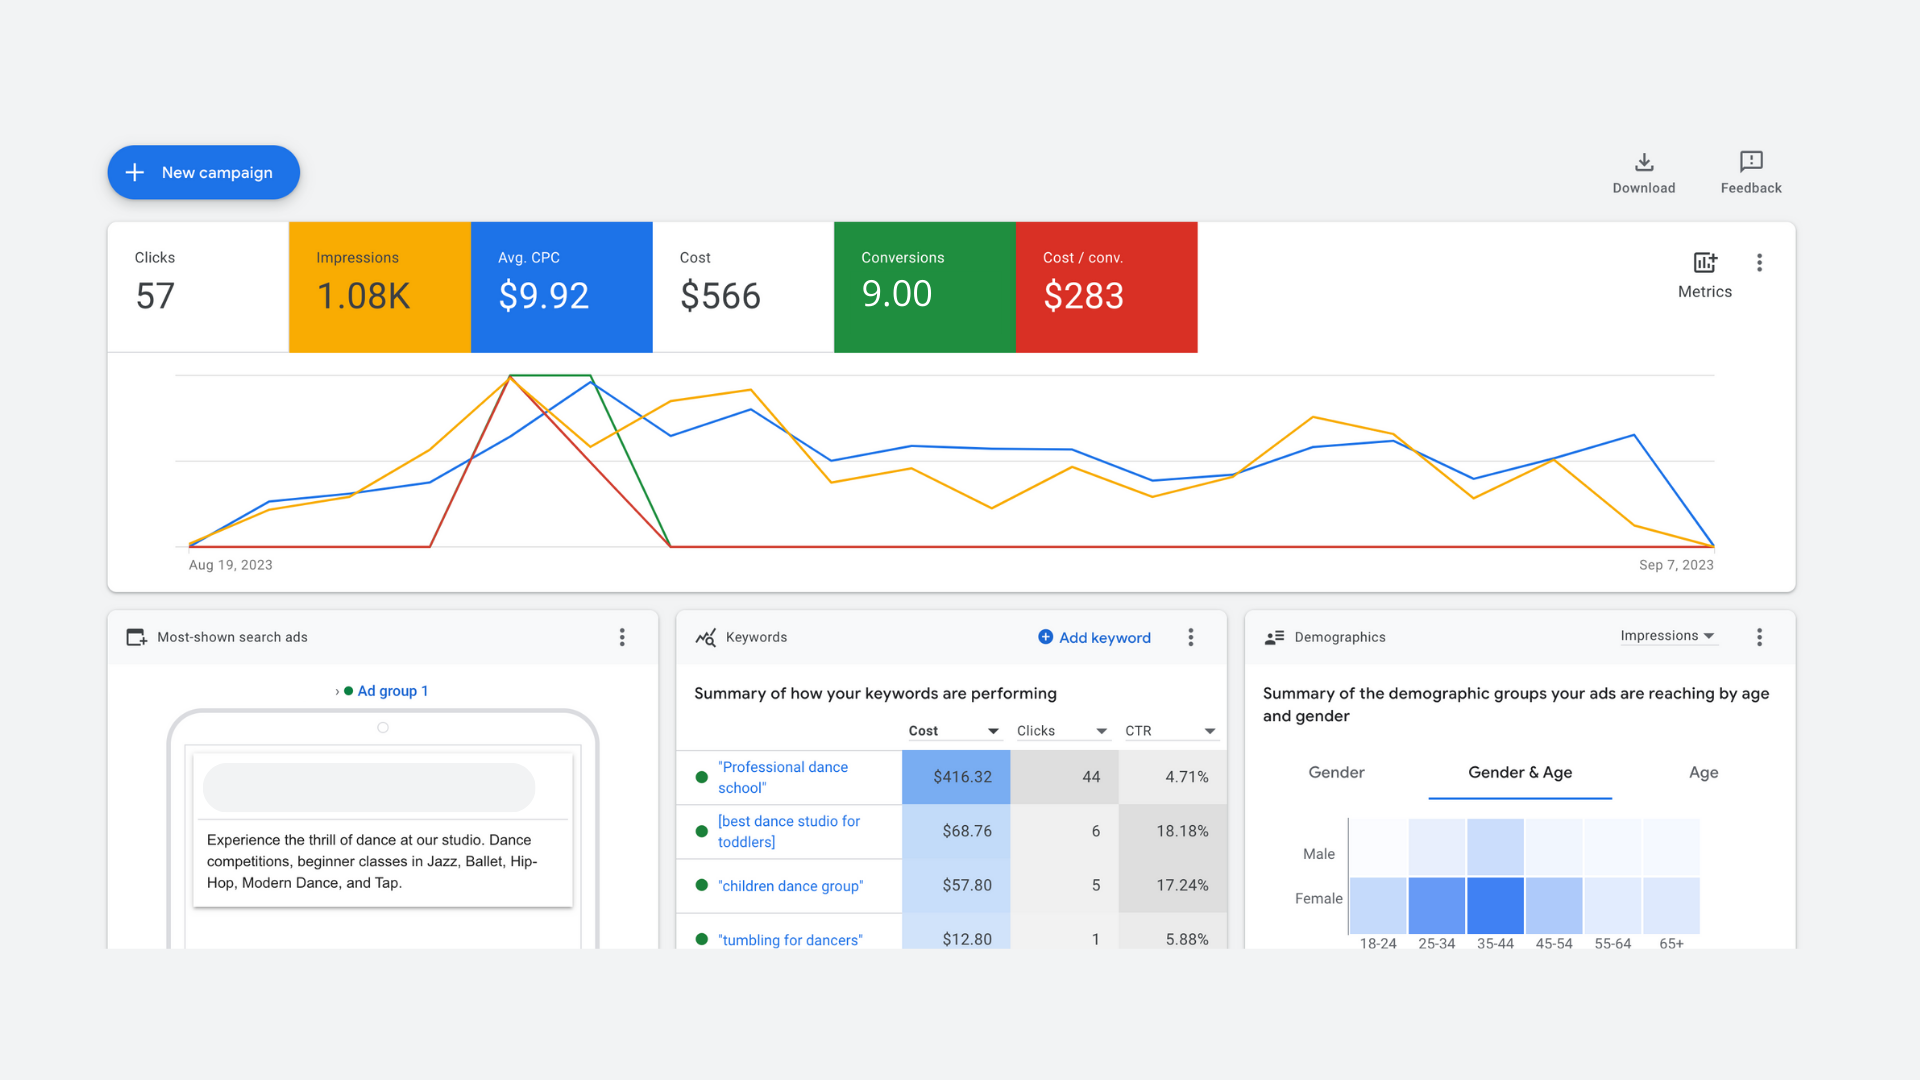 New campaign
Download
Feedback
Clicks
57
Impressions
1.08K
Avg. CPC
$9.92
Cost
$566
Conversions
9.00
Cost / conv.
$283
Metrics
Aug 19, 2023
Sep 7, 2023
Most-shown search ads
› Ad group 1
Experience the thrill of dance at our studio. Dance
competitions, beginner classes in Jazz, Ballet, Hip-
Hop, Modern Dance, and Tap.
Keywords
Add keyword
Summary of how your keywords are performing
Cost Clicks CTR
"Professional dance
school"
$416.32 44 4.71%
[best dance studio for
toddlers]
$68.76 6 18.18%
"children dance group" $57.80 5 17.24%
"tumbling for dancers" $12.80 1 5.88%
Demographics
Impressions
Summary of the demographic groups your ads are reaching by age
and gender
Gender Gender & Age Age
Male
Female
18-24 25-34 35-44 45-54 55-64 65+